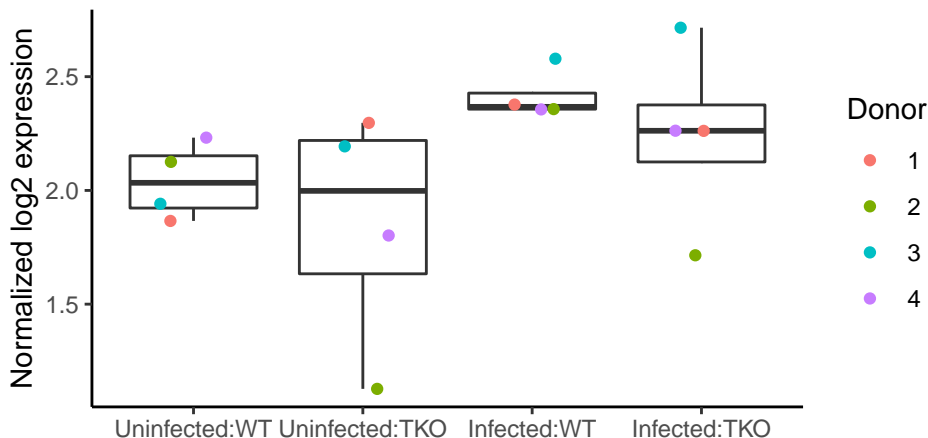 Normalized log2 expression
2.5
2.0
1.5
Uninfected:WT
Uninfected:TKO
Infected:WT
Infected:TKO
Donor
1
2
3
4